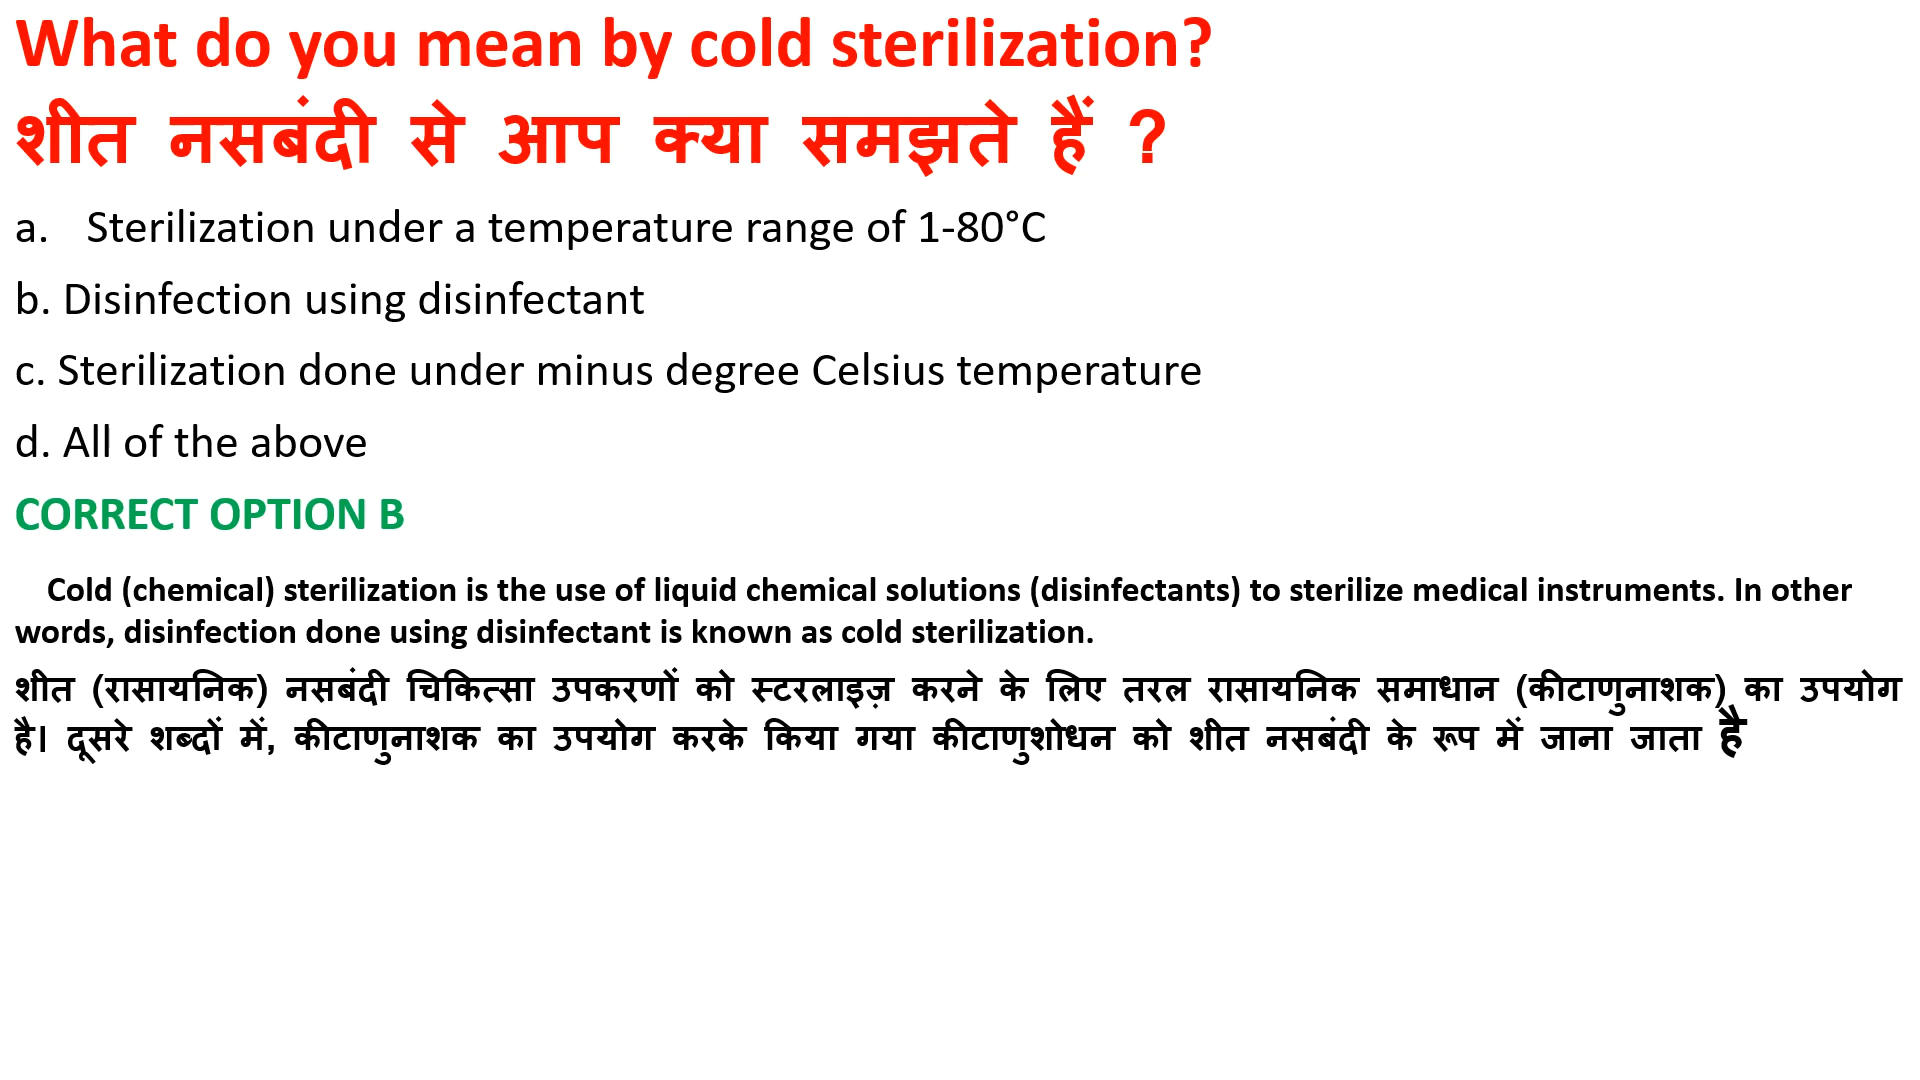 What do you mean by cold sterilization?
शीत नसबंदी से आप क्या समझते हैं ?
a. Sterilization under a temperature range of 1-80°C
b. Disinfection using disinfectant
c. Sterilization done under minus degree Celsius temperature
d. All of the above
CORRECT OPTION B
Cold (chemical) sterilization is the use of liquid chemical solutions (disinfectants) to sterilize medical instruments. In other
words, disinfection done using disinfectant is known as cold sterilization.
शीत (रासायनिक) नसबंदी चिकित्सा उपकरणों को स्टरलाइज़ करने के लिए तरल रासायनिक समाधान (कीटाणुनाशक) का उपयोग
है। दूसरे शब्दों में, कीटाणुनाशक का उपयोग करके किया गया कीटाणुशोधन को शीत नसबंदी के रूप में जाना जाता है